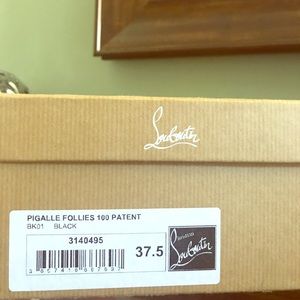 Louboutin
PIGALLE FOLLIES 100 PATENT
BK01 BLACK
3140495
37.5
Louboutin